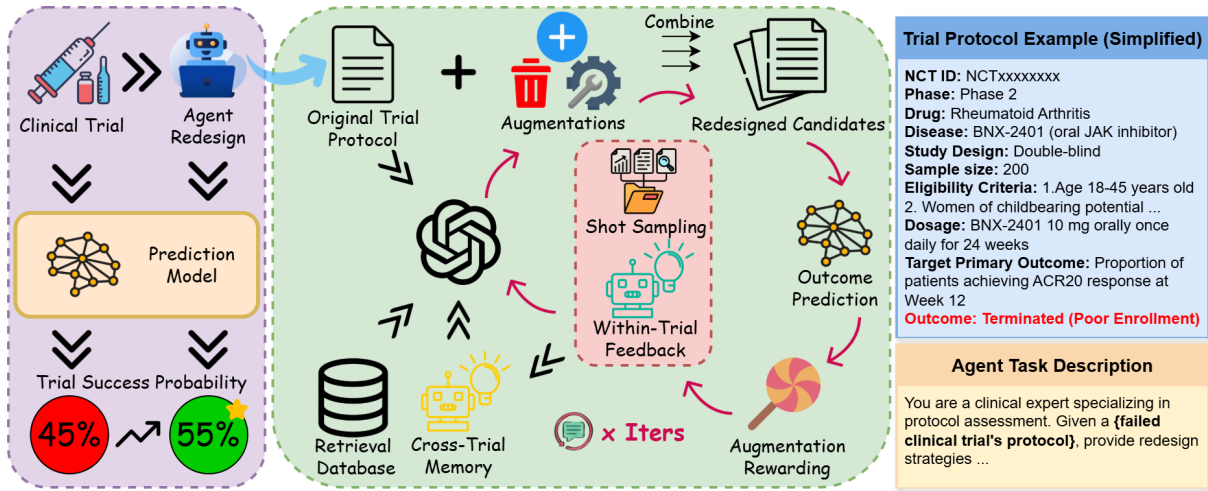 Clinical Trial
Agent
Redesign
Prediction
Model
Trial Success Probability
45%
55%
Original Trial
Protocol
+
Augmentations
Combine
Redesigned Candidates
Shot Sampling
Within-Trial
Feedback
Outcome
Prediction
Retrieval
Database
Cross-Trial
Memory
x Iters
Augmentation
Rewarding
Trial Protocol Example (Simplified)
NCT ID: NCTxxxxxxxx
Phase: Phase 2
Drug: Rheumatoid Arthritis
Disease: BNX-2401 (oral JAK inhibitor)
Study Design: Double-blind
Sample size: 200
Eligibility Criteria: 1.Age 18-45 years old
2. Women of childbearing potential ...
Dosage: BNX-2401 10 mg orally once
daily for 24 weeks
Target Primary Outcome: Proportion of
patients achieving ACR20 response at
Week 12
Outcome: Terminated (Poor Enrollment)
Agent Task Description
You are a clinical expert specializing in
protocol assessment. Given a {failed
clinical trial's protocol}, provide redesign
strategies ...